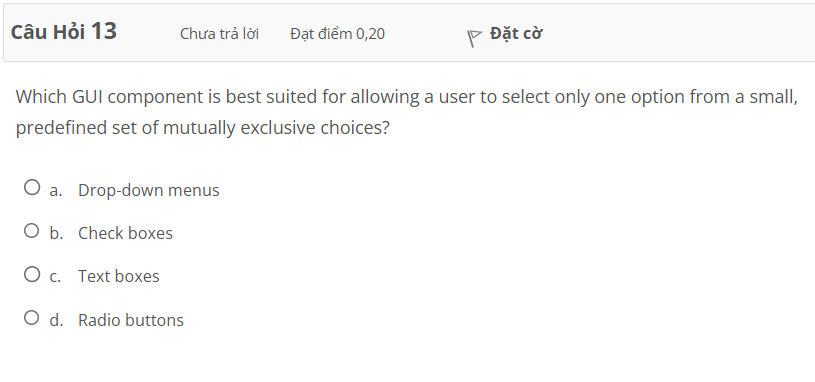 Câu Hỏi 13 Chưa trả lời Đạt điểm 0,20 Đặt cờ
Which GUI component is best suited for allowing a user to select only one option from a small,
predefined set of mutually exclusive choices?
a. Drop-down menus
b. Check boxes
c. Text boxes
d. Radio buttons